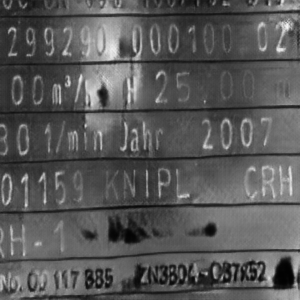 299290 000100 02
00m³/h H 25.00 m
30 1/min Jahr 2007
01159 KNIPL CRH
RH-1
No. 00 117 885 ZN3804-